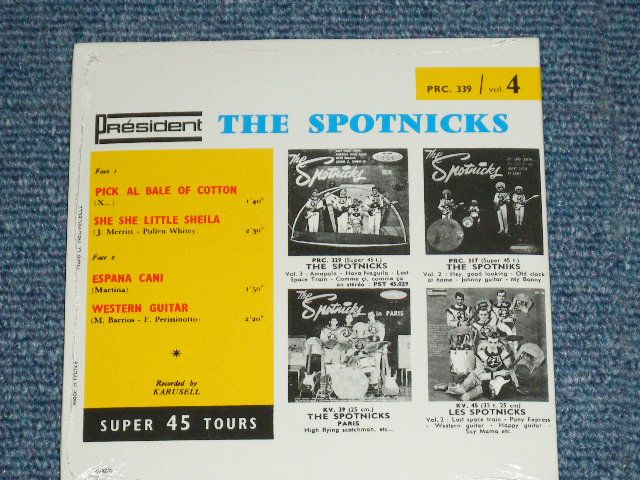 PRC. 339 / vol 4
Président THE SPOTNICKS
Face 1
PICK AL BALE OF COTTON
(X...) 1'40"
SHE SHE LITTLE SHEILA
(J. Merritt - Pullen Whitey) 2'30"
Face 2
ESPANA CANI
(Martina) 1'50"
WESTERN GUITAR
(M. Barrios - F. Perissinotto) 2'20"
*
Recorded by
KARUSELL
SUPER 45 TOURS
Made in France
The Spotnicks
PRC. 329 (Super 45 t.)
THE SPOTNICKS
Vol. 3 : Amapola - Hava Naguila - Last
Space Train - Comme ci, comme ça
en stéréo : PST 45.029
The Spotnicks
PRC. 317 (Super 45 t.)
THE SPOTNIKS
Vol. 2 : Hey, good looking - Old clock
at home - Johnny guitar - My Bonny
The Spotnicks
in PARIS
KV. 39 (25 cm.)
THE SPOTNICKS
PARIS
High flying scotchman, etc...
KV. 45 (33 t. 25 cm)
LES SPOTNICKS
Vol. 2 : Last space train - Pony Express
- Western guitar - Happy guitar -
Say Mama etc..